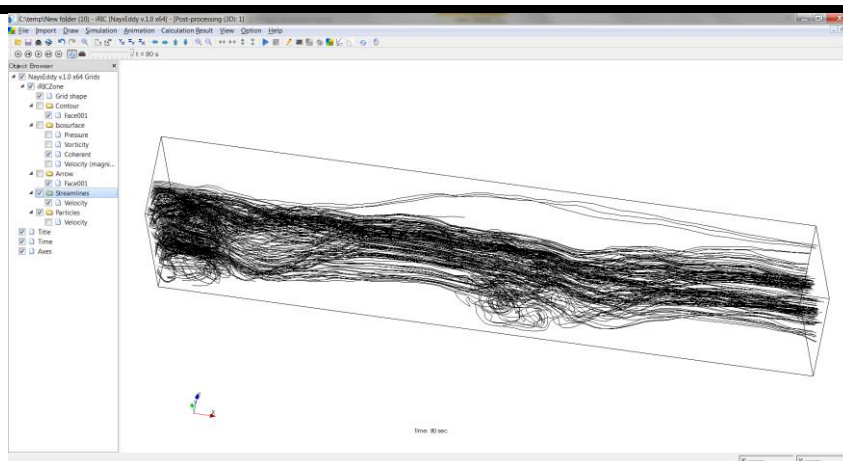 C:\temp\New folder (10) - iRIC (NaysEddy v.1.0 x64) - [Post-processing (3D): 1]
File Import Draw Simulation Animation Calculation Result View Option Help
t = 80 s
Object Browser
NaysEddy v.1.0 x64 Grids
iRICZone
Grid shape
Contour
Face001
Isosurface
Pressure
Vorticity
Coherent
Velocity (magni...
Arrow
Face001
Streamlines
Velocity
Particles
Velocity
Title
Time
Axes
X
Time: 80 sec